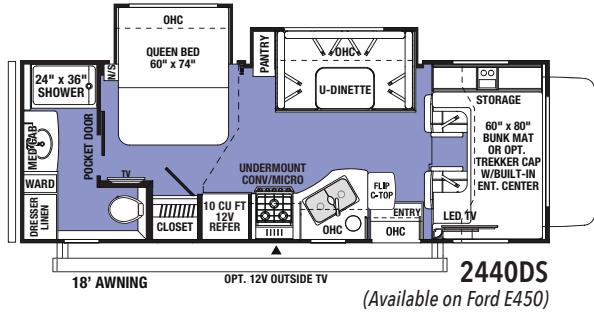 OHC
QUEEN BED
60" x 74"
N/S
PANTRY
OHC
U-DINETTE
24" x 36"
SHOWER
MED CAB
POCKET DOOR
WARD
DRESSER
LINEN
TV
CLOSET
10 CU FT
12V
REFER
UNDERMOUNT
CONV/MICRO
OHC
FLIP
C-TOP
ENTRY
OHC
STORAGE
60" x 80"
BUNK MAT
OR OPT.
TREKKER CAP
W/BUILT-IN
ENT. CENTER
LED TV
18' AWNING
OPT. 12V OUTSIDE TV
2440DS
(Available on Ford E450)